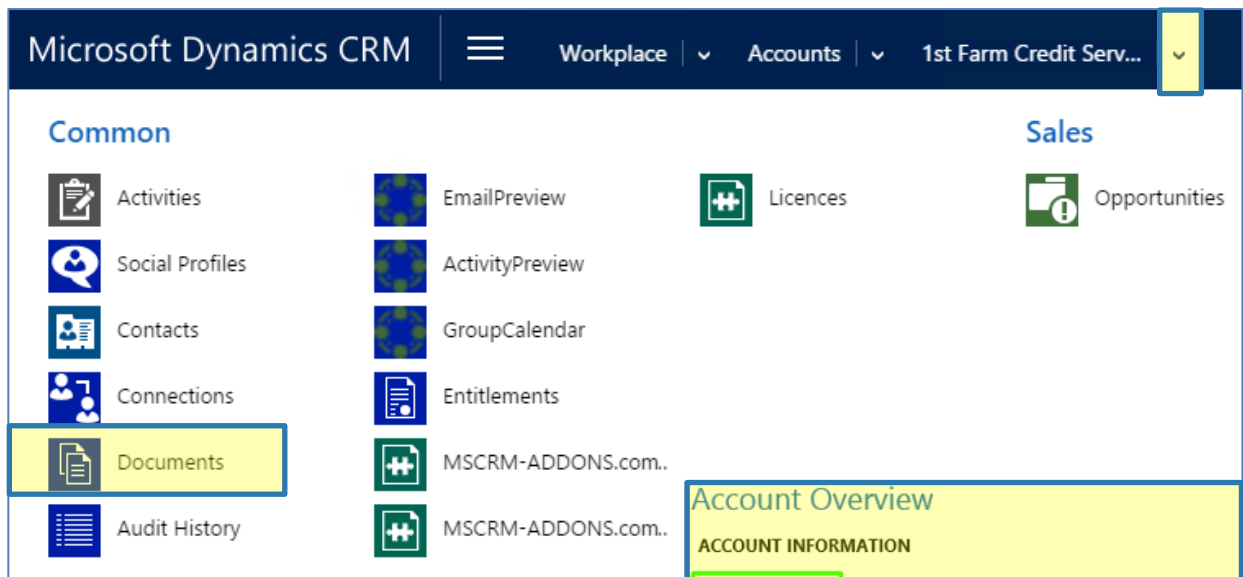 Microsoft Dynamics CRM Workplace Accounts 1st Farm Credit Serv...
Common
Activities
Social Profiles
Contacts
Connections
Documents
Audit History
EmailPreview
ActivityPreview
GroupCalendar
Entitlements
MSCRM-ADDONS.com..
MSCRM-ADDONS.com..
Licences
Sales
Opportunities
Account Overview
ACCOUNT INFORMATION